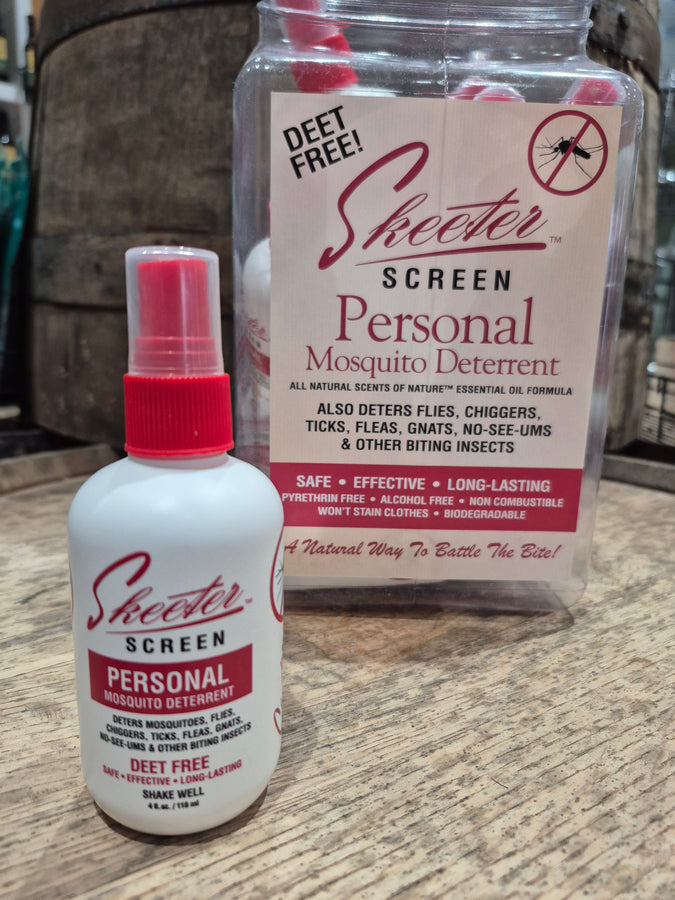 DEET
FREE!
Skeeter™
SCREEN
Personal
Mosquito Deterrent
ALL NATURAL SCENTS OF NATURE™ ESSENTIAL OIL FORMULA
ALSO DETERS FLIES, CHIGGERS,
TICKS, FLEAS, GNATS, NO-SEE-UMS
& OTHER BITING INSECTS
SAFE • EFFECTIVE • LONG-LASTING
PYRETHRIN FREE • ALCOHOL FREE • NON COMBUSTIBLE
WON'T STAIN CLOTHES • BIODEGRADABLE
A Natural Way To Battle The Bite!
Skeeter™
SCREEN
PERSONAL
MOSQUITO DETERRENT
DETERS MOSQUITOES, FLIES,
CHIGGERS, TICKS, FLEAS, GNATS,
NO-SEE-UMS & OTHER BITING INSECTS
DEET FREE
SAFE • EFFECTIVE • LONG-LASTING
SHAKE WELL
4 fl. oz. / 118 ml